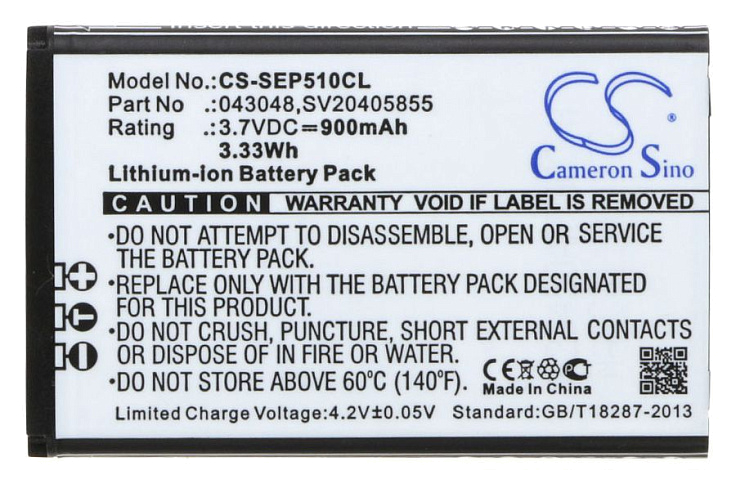 Model No.:CS-SEP510CL
Part No .:043048,SV20405855
Rating .:3.7VDC⎓900mAh
3.33Wh
Lithium-ion Battery Pack
CS ®
Cameron Sino
CAUTION WARRANTY VOID IF LABEL IS REMOVED
•DO NOT ATTEMPT TO DISASSEMBLE, OPEN OR SERVICE
THE BATTERY PACK.
•REPLACE ONLY WITH THE BATTERY PACK DESIGNATED
FOR THIS PRODUCT.
•DO NOT CRUSH, PUNCTURE, SHORT EXTERNAL CONTACTS
OR DISPOSE OF IN FIRE OR WATER.
•DO NOT STORE ABOVE 60°C (140°F).
+
T
-
CE
Made In China
Limited Charge Voltage:4.2V±0.05V Standard:GB/T18287-2013